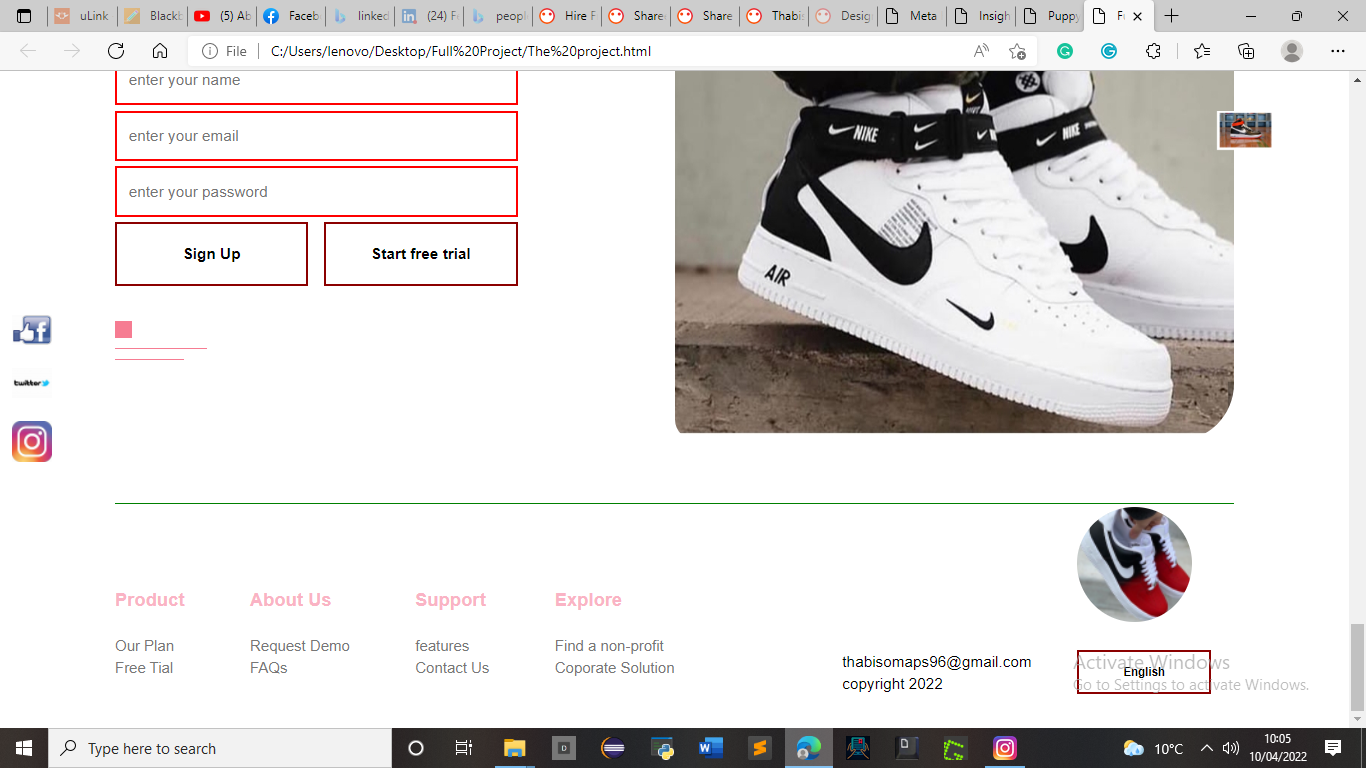 uLink
Blackb
(5) Ab
Faceb
linked
(24) F
people
Hire F
Share
Share
Thabis
Desig
Meta
Insigh
Puppy
File
C:/Users/lenovo/Desktop/Full%20Project/The%20project.html
enter your name
enter your email
enter your password
Sign Up
Start free trial
NIKE
NIKE
AIR
twitter
Product
About Us
Support
Explore
Our Plan
Request Demo
features
Find a non-profit
Free Tial
FAQs
Contact Us
Coporate Solution
thabisomaps96@gmail.com
copyright 2022
English
Activate Windows
Go to Settings to activate Windows.
Type here to search
10°C
10:05
10/04/2022